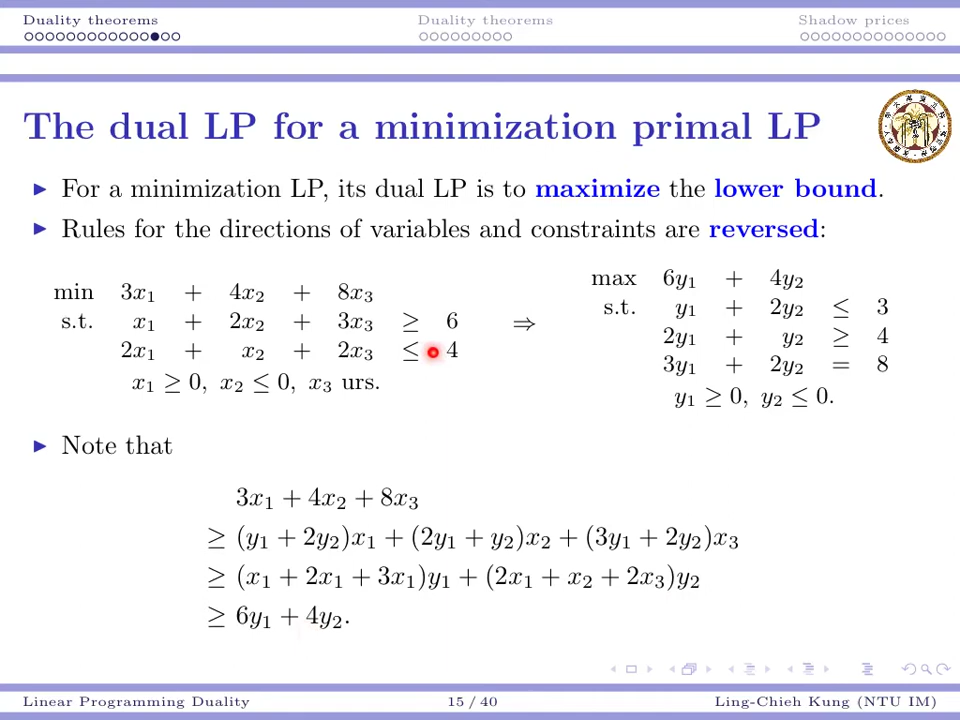 Duality theorems Duality theorems Shadow prices
The dual LP for a minimization primal LP
► For a minimization LP, its dual LP is to maximize the lower bound.
► Rules for the directions of variables and constraints are reversed:
min 3x₁ + 4x₂ + 8x₃
s.t. x₁ + 2x₂ + 3x₃ ≥ 6
2x₁ + x₂ + 2x₃ ≤ 4
x₁ ≥ 0, x₂ ≤ 0, x₃ urs.
⇒
max 6y₁ + 4y₂
s.t. y₁ + 2y₂ ≤ 3
2y₁ + y₂ ≥ 4
3y₁ + 2y₂ = 8
y₁ ≥ 0, y₂ ≤ 0.
► Note that
3x₁ + 4x₂ + 8x₃
≥ (y₁ + 2y₂)x₁ + (2y₁ + y₂)x₂ + (3y₁ + 2y₂)x₃
≥ (x₁ + 2x₁ + 3x₁)y₁ + (2x₁ + x₂ + 2x₃)y₂
≥ 6y₁ + 4y₂.
Linear Programming Duality 15 / 40 Ling-Chieh Kung (NTU IM)